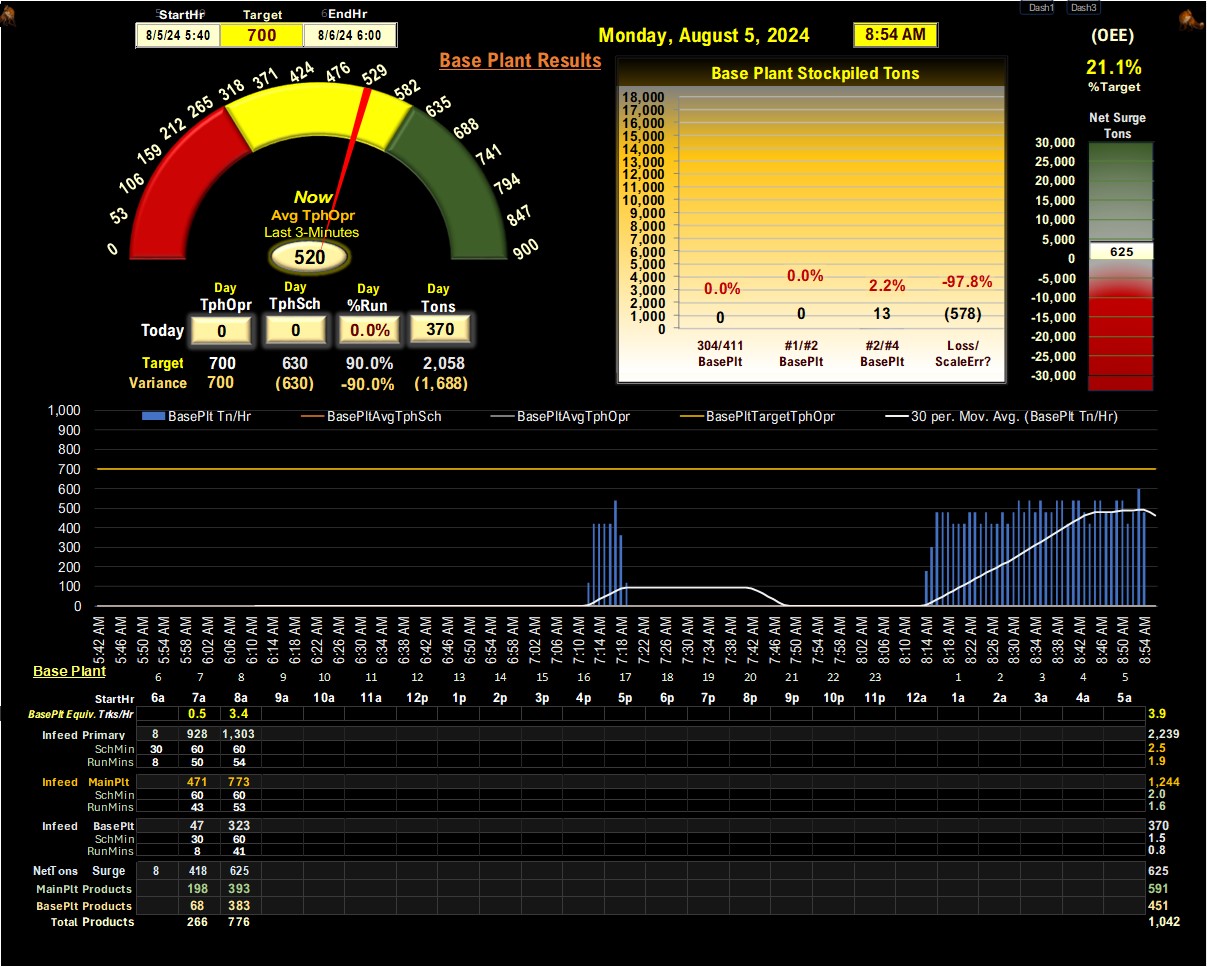 Dash1 Dash3
StartHr Target EndHr
8/5/24 5:40 700 8/6/24 6:00
Monday, August 5, 2024 8:54 AM
(OEE)
21.1%
%Target
Base Plant Results
0 53 106 159 212 265 318 371 424 476 529 582 635 688 741 794 847 900
Now
Avg TphOpr
Last 3-Minutes
520
Day Day Day Day
TphOpr TphSch %Run Tons
Today 0 0 0.0% 370
Target 700 630 90.0% 2,058
Variance 700 (630) -90.0% (1,688)
Base Plant Stockpiled Tons
18,000
17,000
16,000
15,000
14,000
13,000
12,000
11,000
10,000
9,000
8,000
7,000
6,000
5,000
4,000
3,000
2,000
1,000
0
0.0% 0.0% 2.2% -97.8%
0 0 13 (578)
304/411 #1/#2 #2/#4 Loss/
BasePlt BasePlt BasePlt ScaleErr?
Net Surge
Tons
30,000
25,000
20,000
15,000
10,000
5,000
625
0
-5,000
-10,000
-15,000
-20,000
-25,000
-30,000
BasePlt Tn/Hr BasePltAvgTphSch BasePltAvgTphOpr BasePltTargetTphOpr 30 per. Mov. Avg. (BasePlt Tn/Hr)
1,000
900
800
700
600
500
400
300
200
100
0
5:42 AM 5:46 AM 5:50 AM 5:54 AM 5:58 AM 6:02 AM 6:06 AM 6:10 AM 6:14 AM 6:18 AM 6:22 AM 6:26 AM 6:30 AM 6:34 AM 6:38 AM 6:42 AM 6:46 AM 6:50 AM 6:54 AM 6:58 AM 7:02 AM 7:06 AM 7:10 AM 7:14 AM 7:18 AM 7:22 AM 7:26 AM 7:30 AM 7:34 AM 7:38 AM 7:42 AM 7:46 AM 7:50 AM 7:54 AM 7:58 AM 8:02 AM 8:06 AM 8:10 AM 8:14 AM 8:18 AM 8:22 AM 8:26 AM 8:30 AM 8:34 AM 8:38 AM 8:42 AM 8:46 AM 8:50 AM 8:54 AM
Base Plant
6 7 8 9 10 11 12 13 14 15 16 17 18 19 20 21 22 23 1 2 3 4 5
StartHr 6a 7a 8a 9a 10a 11a 12p 1p 2p 3p 4p 5p 6p 7p 8p 9p 10p 11p 12a 1a 2a 3a 4a 5a
BasePlt Equiv. Trks/Hr 0.5 3.4 3.9
Infeed Primary 8 928 1,303 2,239
SchMin 30 60 60 2.5
RunMins 8 50 54 1.9
Infeed MainPlt 471 773 1,244
SchMin 60 60 2.0
RunMins 43 53 1.6
Infeed BasePlt 47 323 370
SchMin 30 60 1.5
RunMins 8 41 0.8
NetTons Surge 8 418 625 625
MainPlt Products 198 393 591
BasePlt Products 68 383 451
Total Products 266 776 1,042